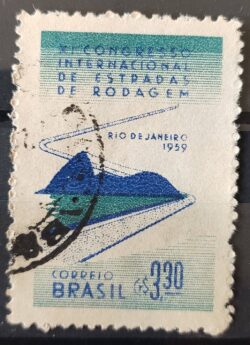 XI CONGRESSO
INTERNACIONAL
DE ESTRADAS
DE RODAGEM
RIO DE JANEIRO
1959
CORREIO
BRASIL CR$ 3,30